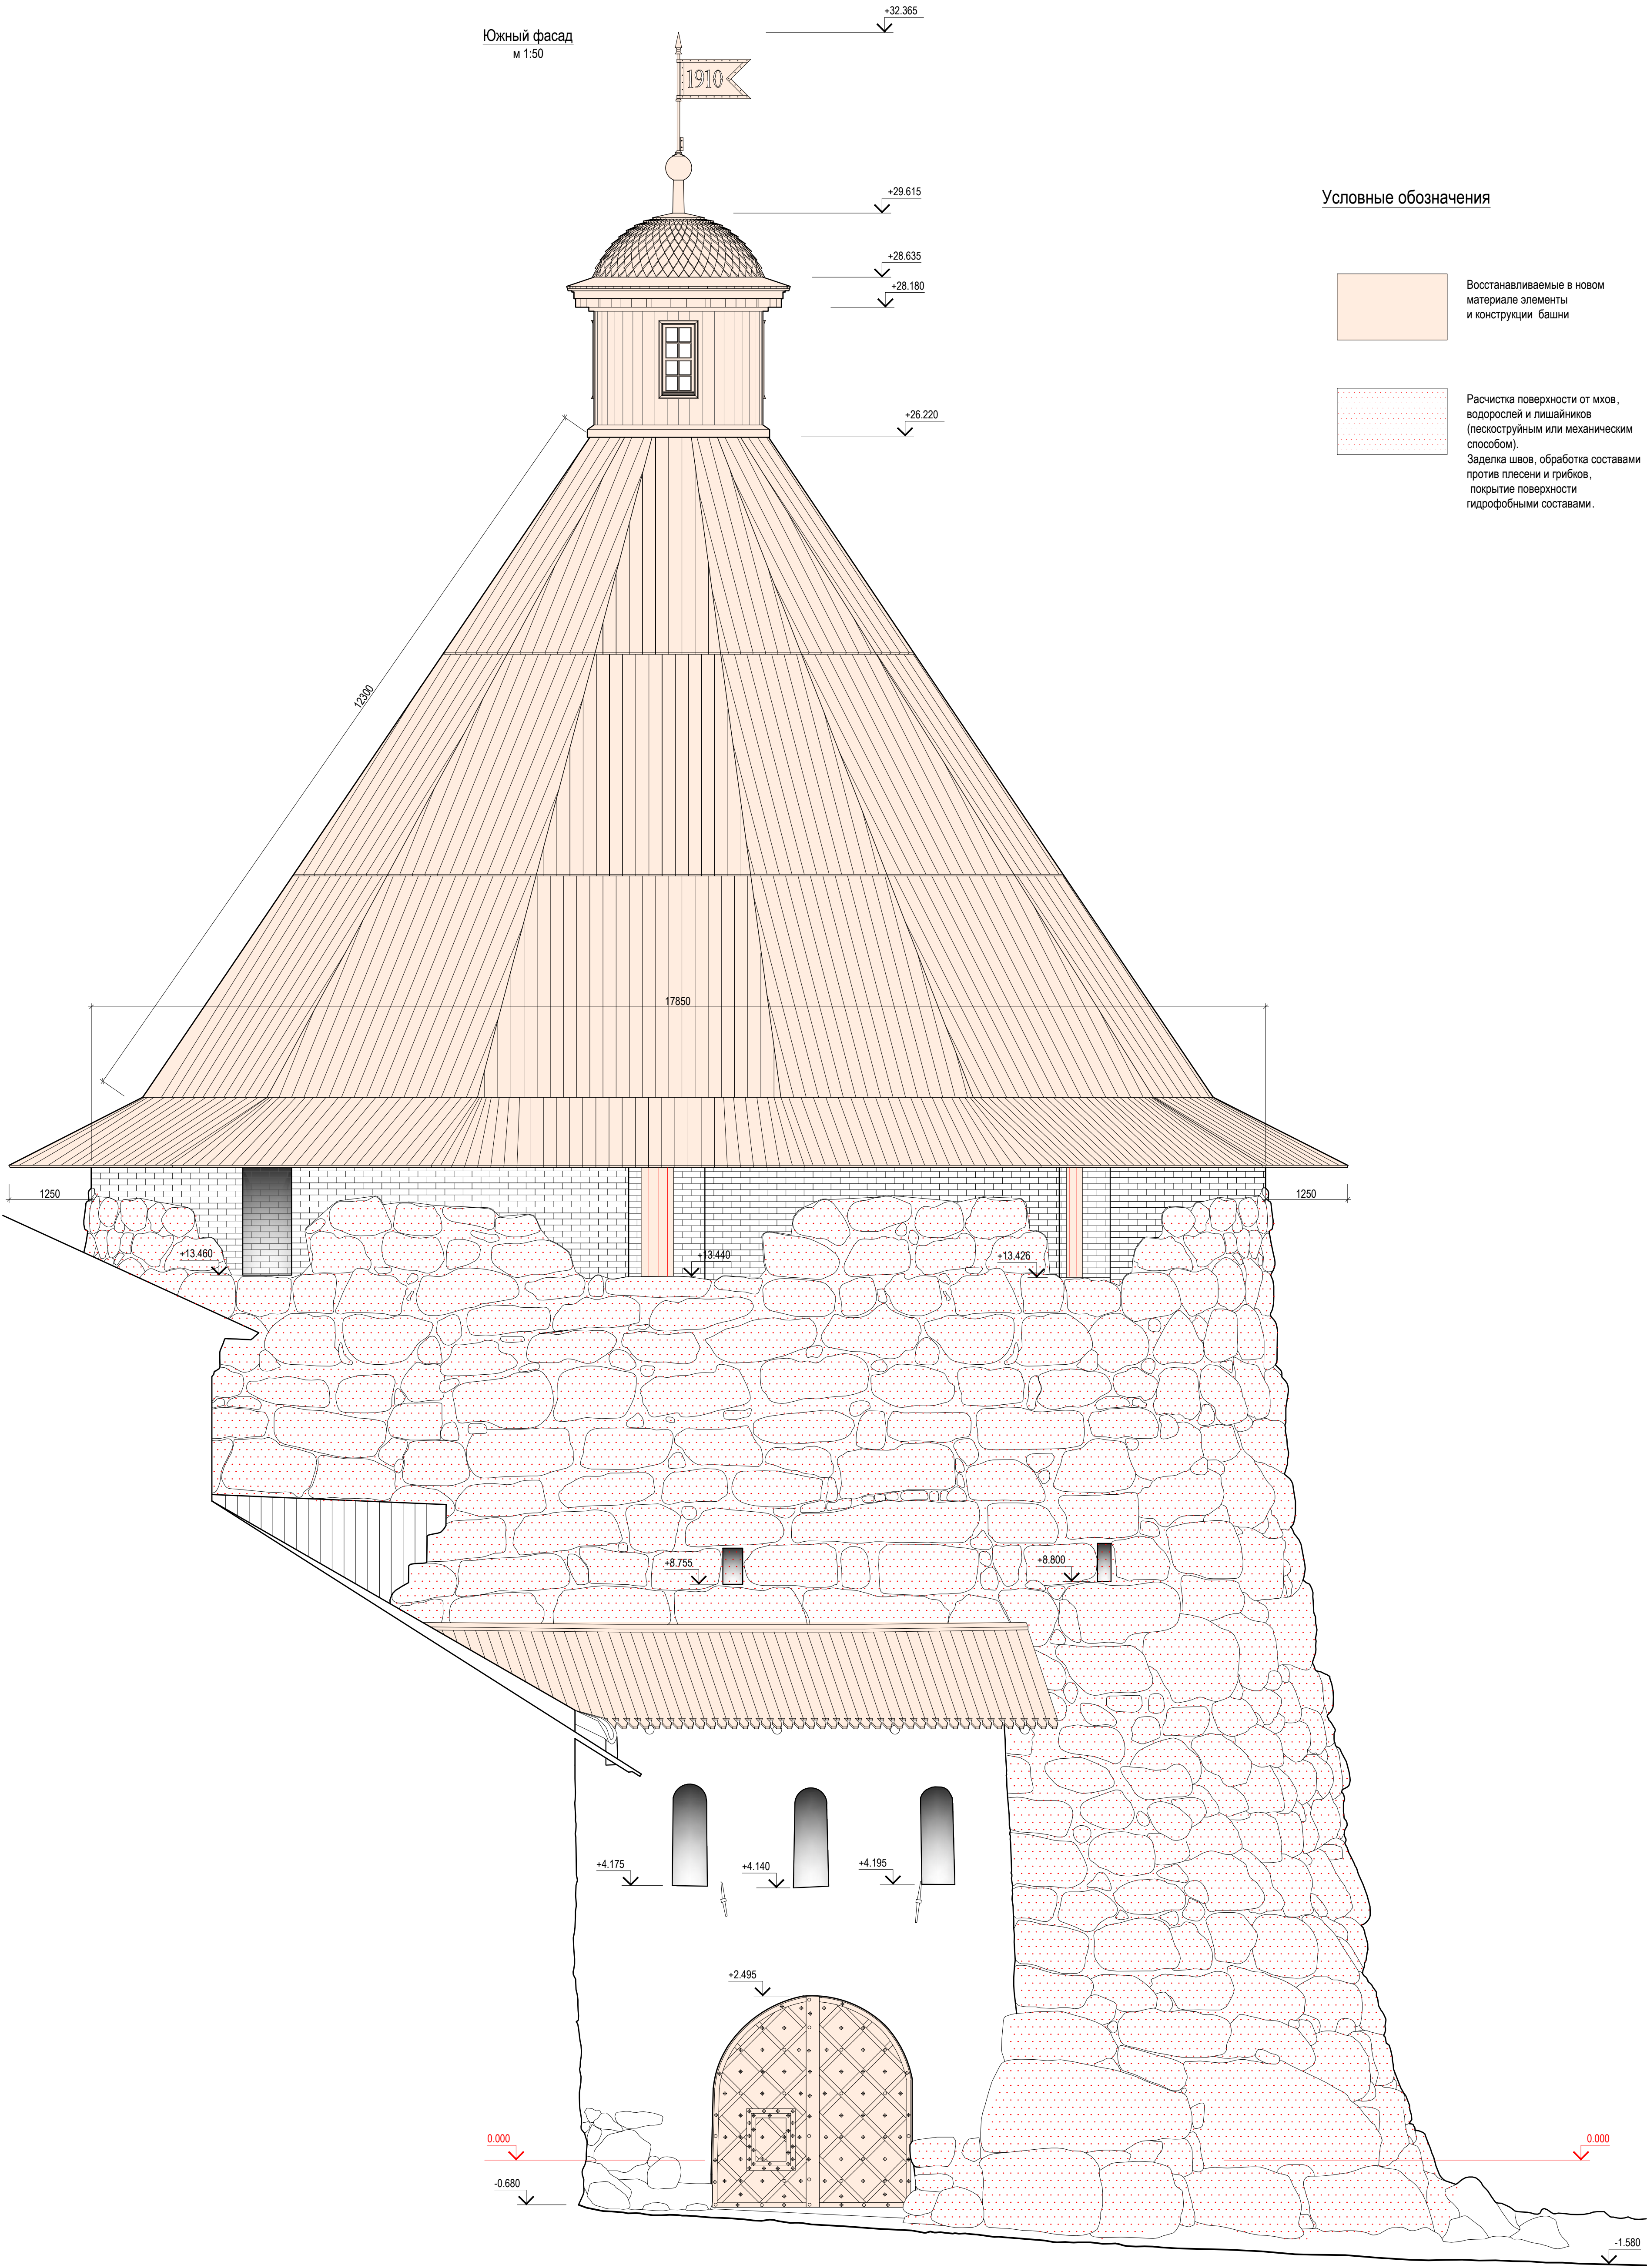 +32.365
Южный фасад
м 1:50
1910
+29.615
Условные обозначения
+28.635
+28.180
Восстанавливаемые в новом
материале элементы
и конструкции башни
+26.220
Расчистка поверхности от мхов,
водорослей и лишайников
(пескоструйным или механическим
способом).
Заделка швов, обработка составами
против плесени и грибков,
покрытие поверхности
гидрофобными составами.
12300
17850
1250
1250
+13.460
+13.440
+13.426
+8.755
+8.800
+4.175
+4.140
+4.195
+2.495
0.000
0.000
-0.680
-1.580